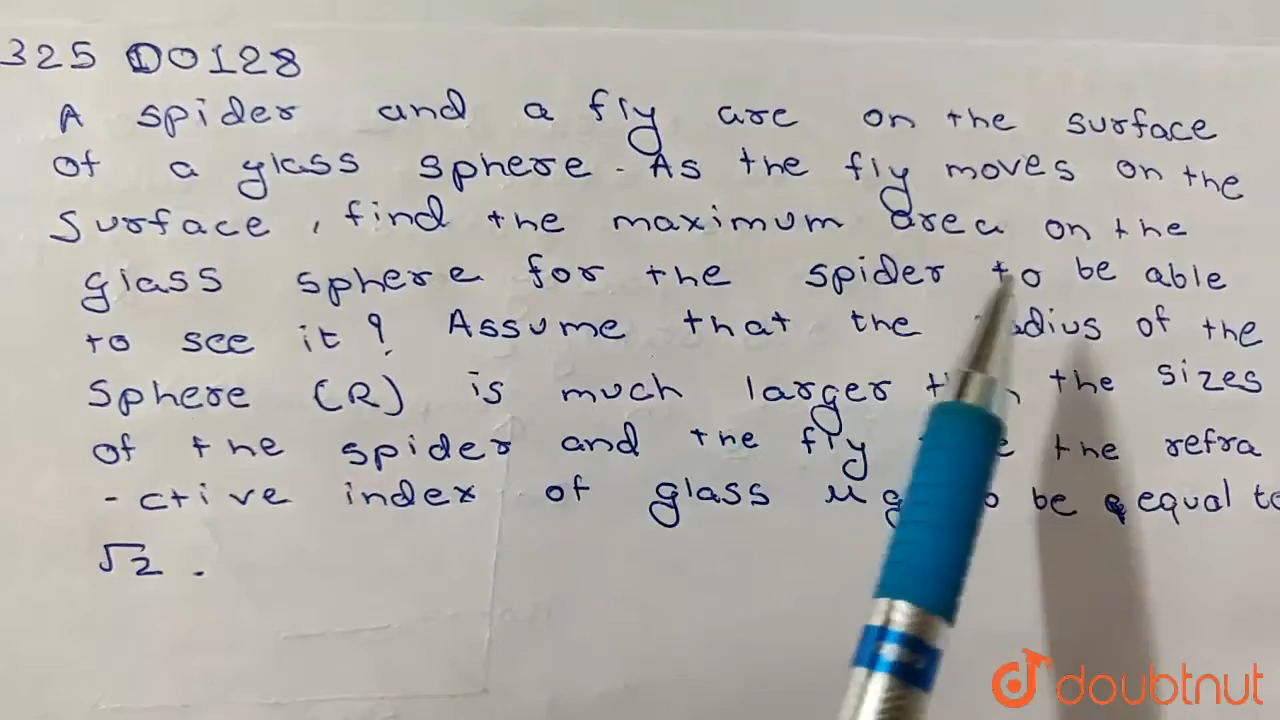 325 D0128
A spider and a fly are on the surface
of a glass sphere. As the fly moves on the
Surface, find the maximum area on the
glass sphere for the spider to be able
to see it? Assume that the radius of the
Sphere (R) is much larger the sizes
of the spider and the fly the refra
-ctive index of glass μg be equal to
√2.
doubtnut